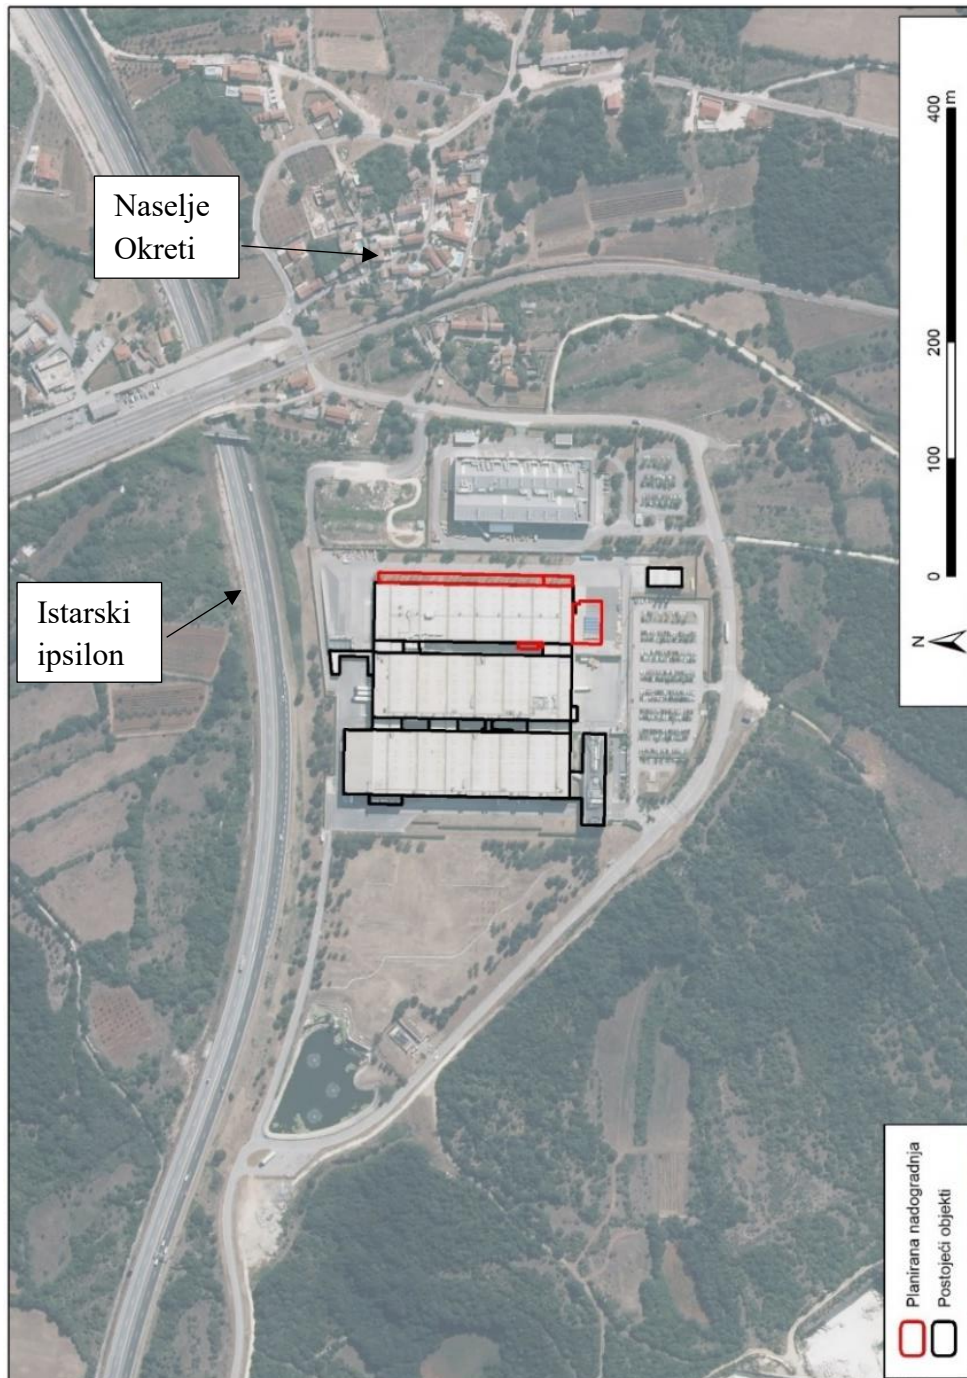 Naselje
Okreti
Istarski
ipsilon
0
100
200
400
m
N
Planirana nadogradnja
Postojeći objekti